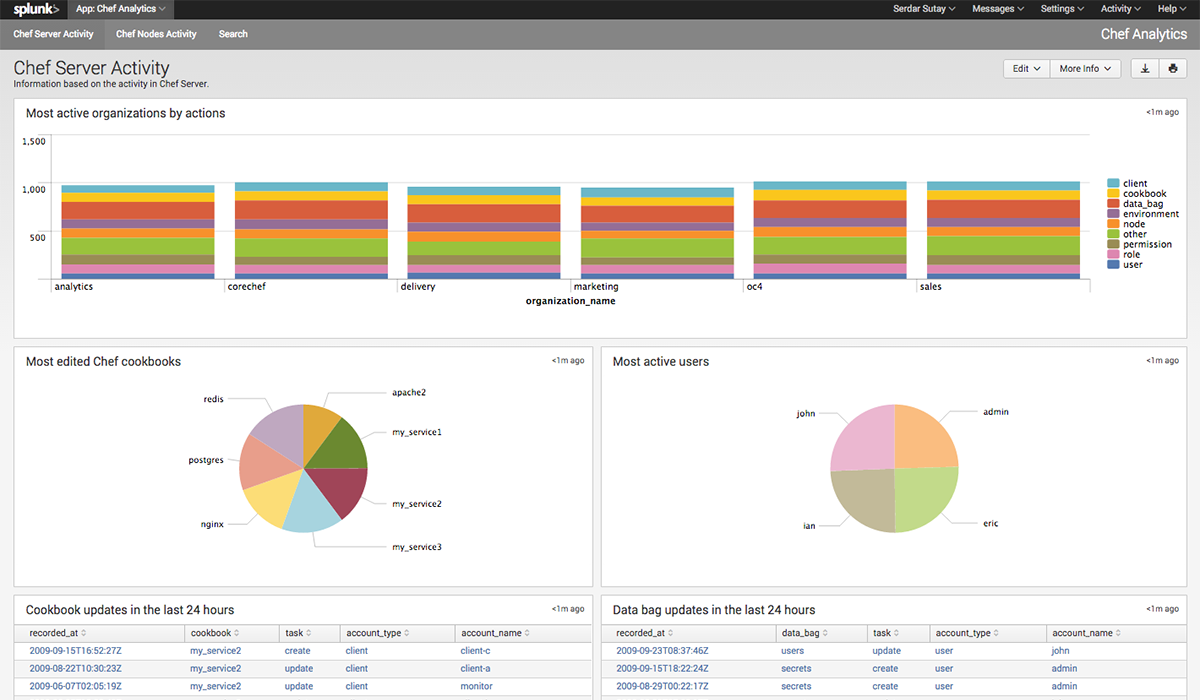 splunk> App: Chef Analytics Serdar Sutay Messages Settings Activity Help
Chef Server Activity Chef Nodes Activity Search Chef Analytics
Chef Server Activity
Information based on the activity in Chef Server.
Edit More Info
Most active organizations by actions <1m ago
1,500
1,000
500
client
cookbook
data_bag
environment
node
other
permission
role
user
analytics corechef delivery marketing oc4 sales
organization_name
Most edited Chef cookbooks <1m ago
redis
apache2
my_service1
postgres
my_service2
nginx
my_service3
Most active users <1m ago
john
admin
ian
eric
Cookbook updates in the last 24 hours <1m ago
recorded_at cookbook task account_type account_name
2009-09-15T16:52:27Z my_service2 create client client-c
2009-08-22T10:30:23Z my_service2 update client client-a
2009-06-07T02:05:19Z my_service2 update client monitor
Data bag updates in the last 24 hours <1m ago
recorded_at data_bag task account_type account_name
2009-09-23T08:37:46Z users update user john
2009-09-15T18:22:24Z secrets create user admin
2009-08-29T00:22:17Z secrets create user admin